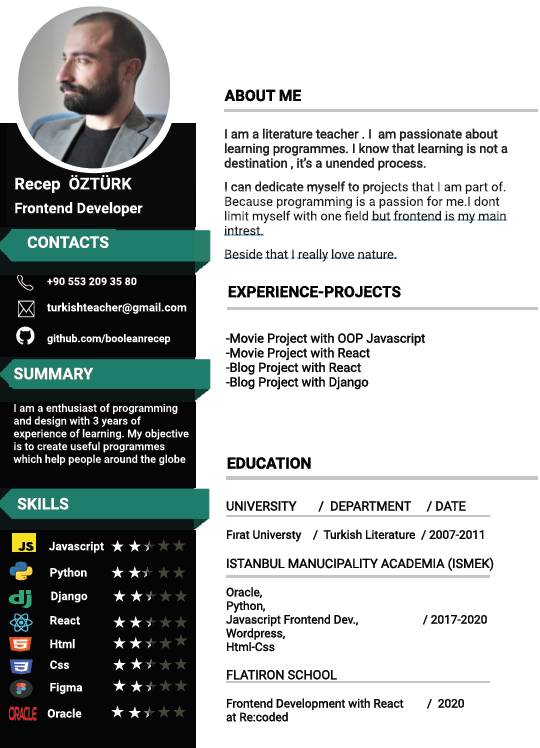 Recep ÖZTÜRK
Frontend Developer
CONTACTS
+90 553 209 35 80
turkishteacher@gmail.com
github.com/booleanrecep
SUMMARY
I am a enthusiast of programming
and design with 3 years of
experience of learning. My objective
is to create useful programmes
which help people around the globe
SKILLS
JS Javascript
Python
dj Django
React
5 Html
3 Css
Figma
ORACLE Oracle
ABOUT ME
I am a literature teacher . I am passionate about
learning programmes. I know that learning is not a
destination , it's a unended process.
I can dedicate myself to projects that I am part of.
Because programming is a passion for me.I dont
limit myself with one field but frontend is my main
intrest.
Beside that I really love nature.
EXPERIENCE-PROJECTS
-Movie Project with OOP Javascript
-Movie Project with React
-Blog Project with React
-Blog Project with Django
EDUCATION
UNIVERSITY / DEPARTMENT / DATE
Fırat Universty / Turkish Literature / 2007-2011
ISTANBUL MANUCIPALITY ACADEMIA (ISMEK)
Oracle,
Python,
Javascript Frontend Dev., / 2017-2020
Wordpress,
Html-Css
FLATIRON SCHOOL
Frontend Development with React / 2020
at Re:coded